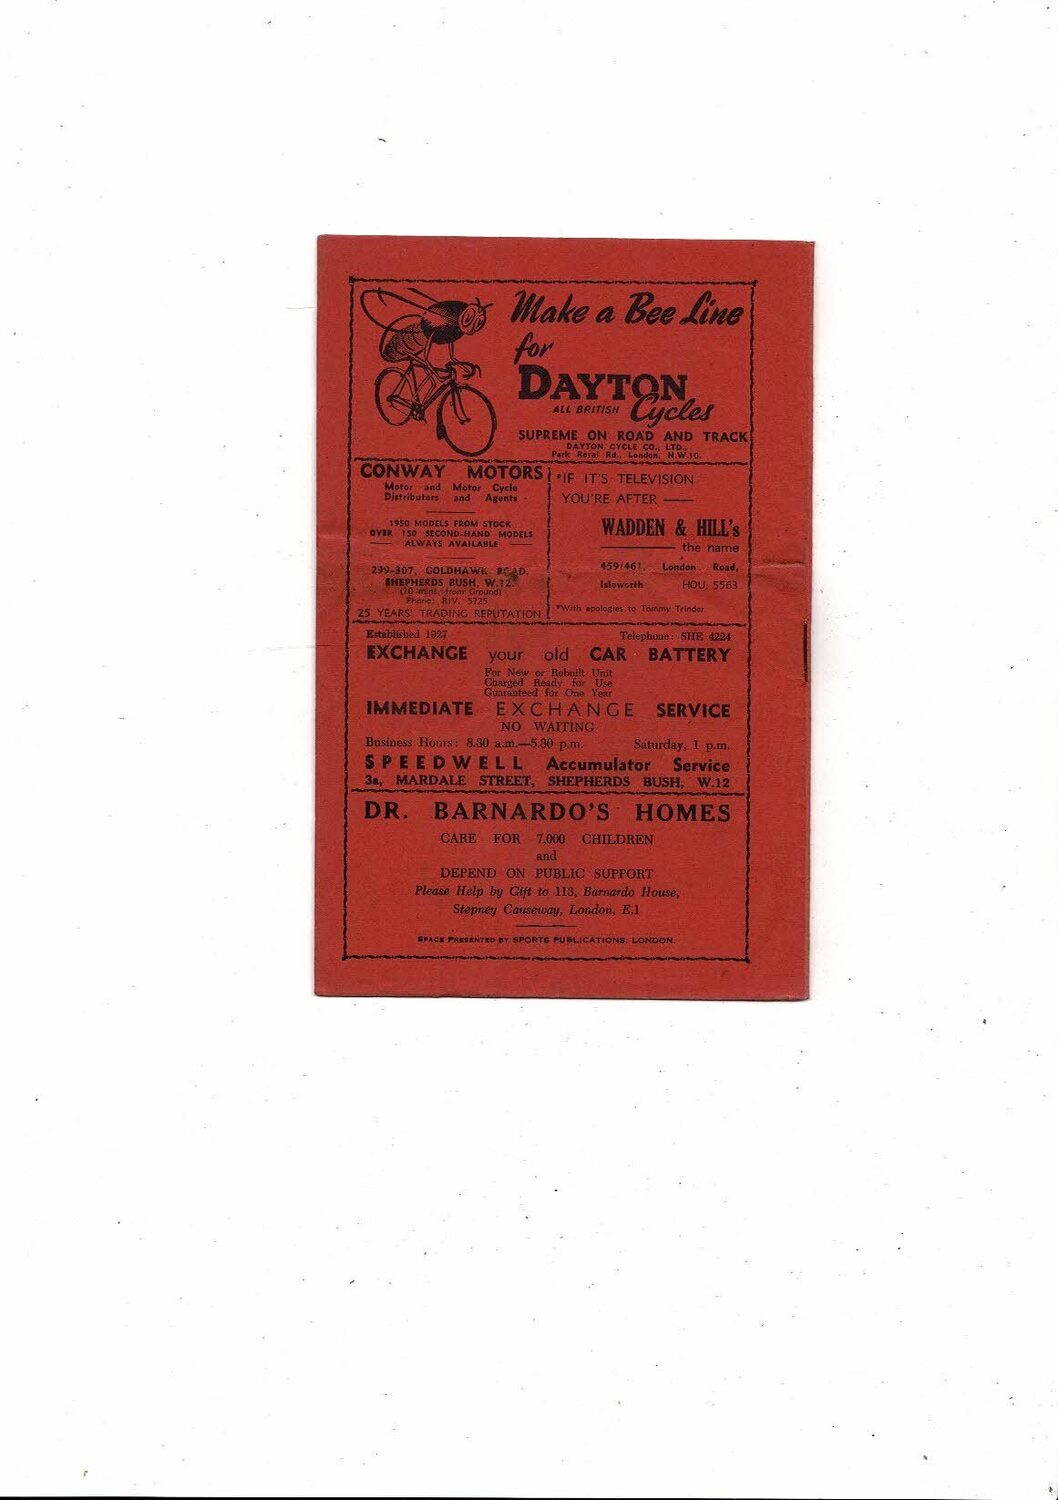 Make a Bee Line
for
DAYTON
ALL BRITISH Cycles
SUPREME ON ROAD AND TRACK
DAYTON CYCLE CO., LTD.,
Park Royal Rd., London, N.W.10.
CONWAY MOTORS
Motor and Motor Cycle
Distributors and Agents
1950 MODELS FROM STOCK
OVER 150 SECOND-HAND MODELS
ALWAYS AVAILABLE
299-307, GOLDHAWK ROAD,
SHEPHERDS BUSH, W.12.
(10 mins. from Ground)
Phone: RIV. 5725
25 YEARS' TRADING REPUTATION
*IF IT'S TELEVISION
YOU'RE AFTER
WADDEN & HILL's
the name
459/461, London Road,
Isleworth HOU. 5563
*With apologies to Tommy Trinder
Established 1927 Telephone: SHE 4224
EXCHANGE your old CAR BATTERY
For New or Rebuilt Unit
Charged Ready for Use
Guaranteed for One Year
IMMEDIATE EXCHANGE SERVICE
NO WAITING
Business Hours: 8.30 a.m.—5.30 p.m. Saturday, 1 p.m.
SPEEDWELL Accumulator Service
3a, MARDALE STREET, SHEPHERDS BUSH, W.12
DR. BARNARDO'S HOMES
CARE FOR 7,000 CHILDREN
and
DEPEND ON PUBLIC SUPPORT
Please Help by Gift to 113, Barnardo House,
Stepney Causeway, London, E.1
SPACE PRESENTED BY SPORTS PUBLICATIONS, LONDON.